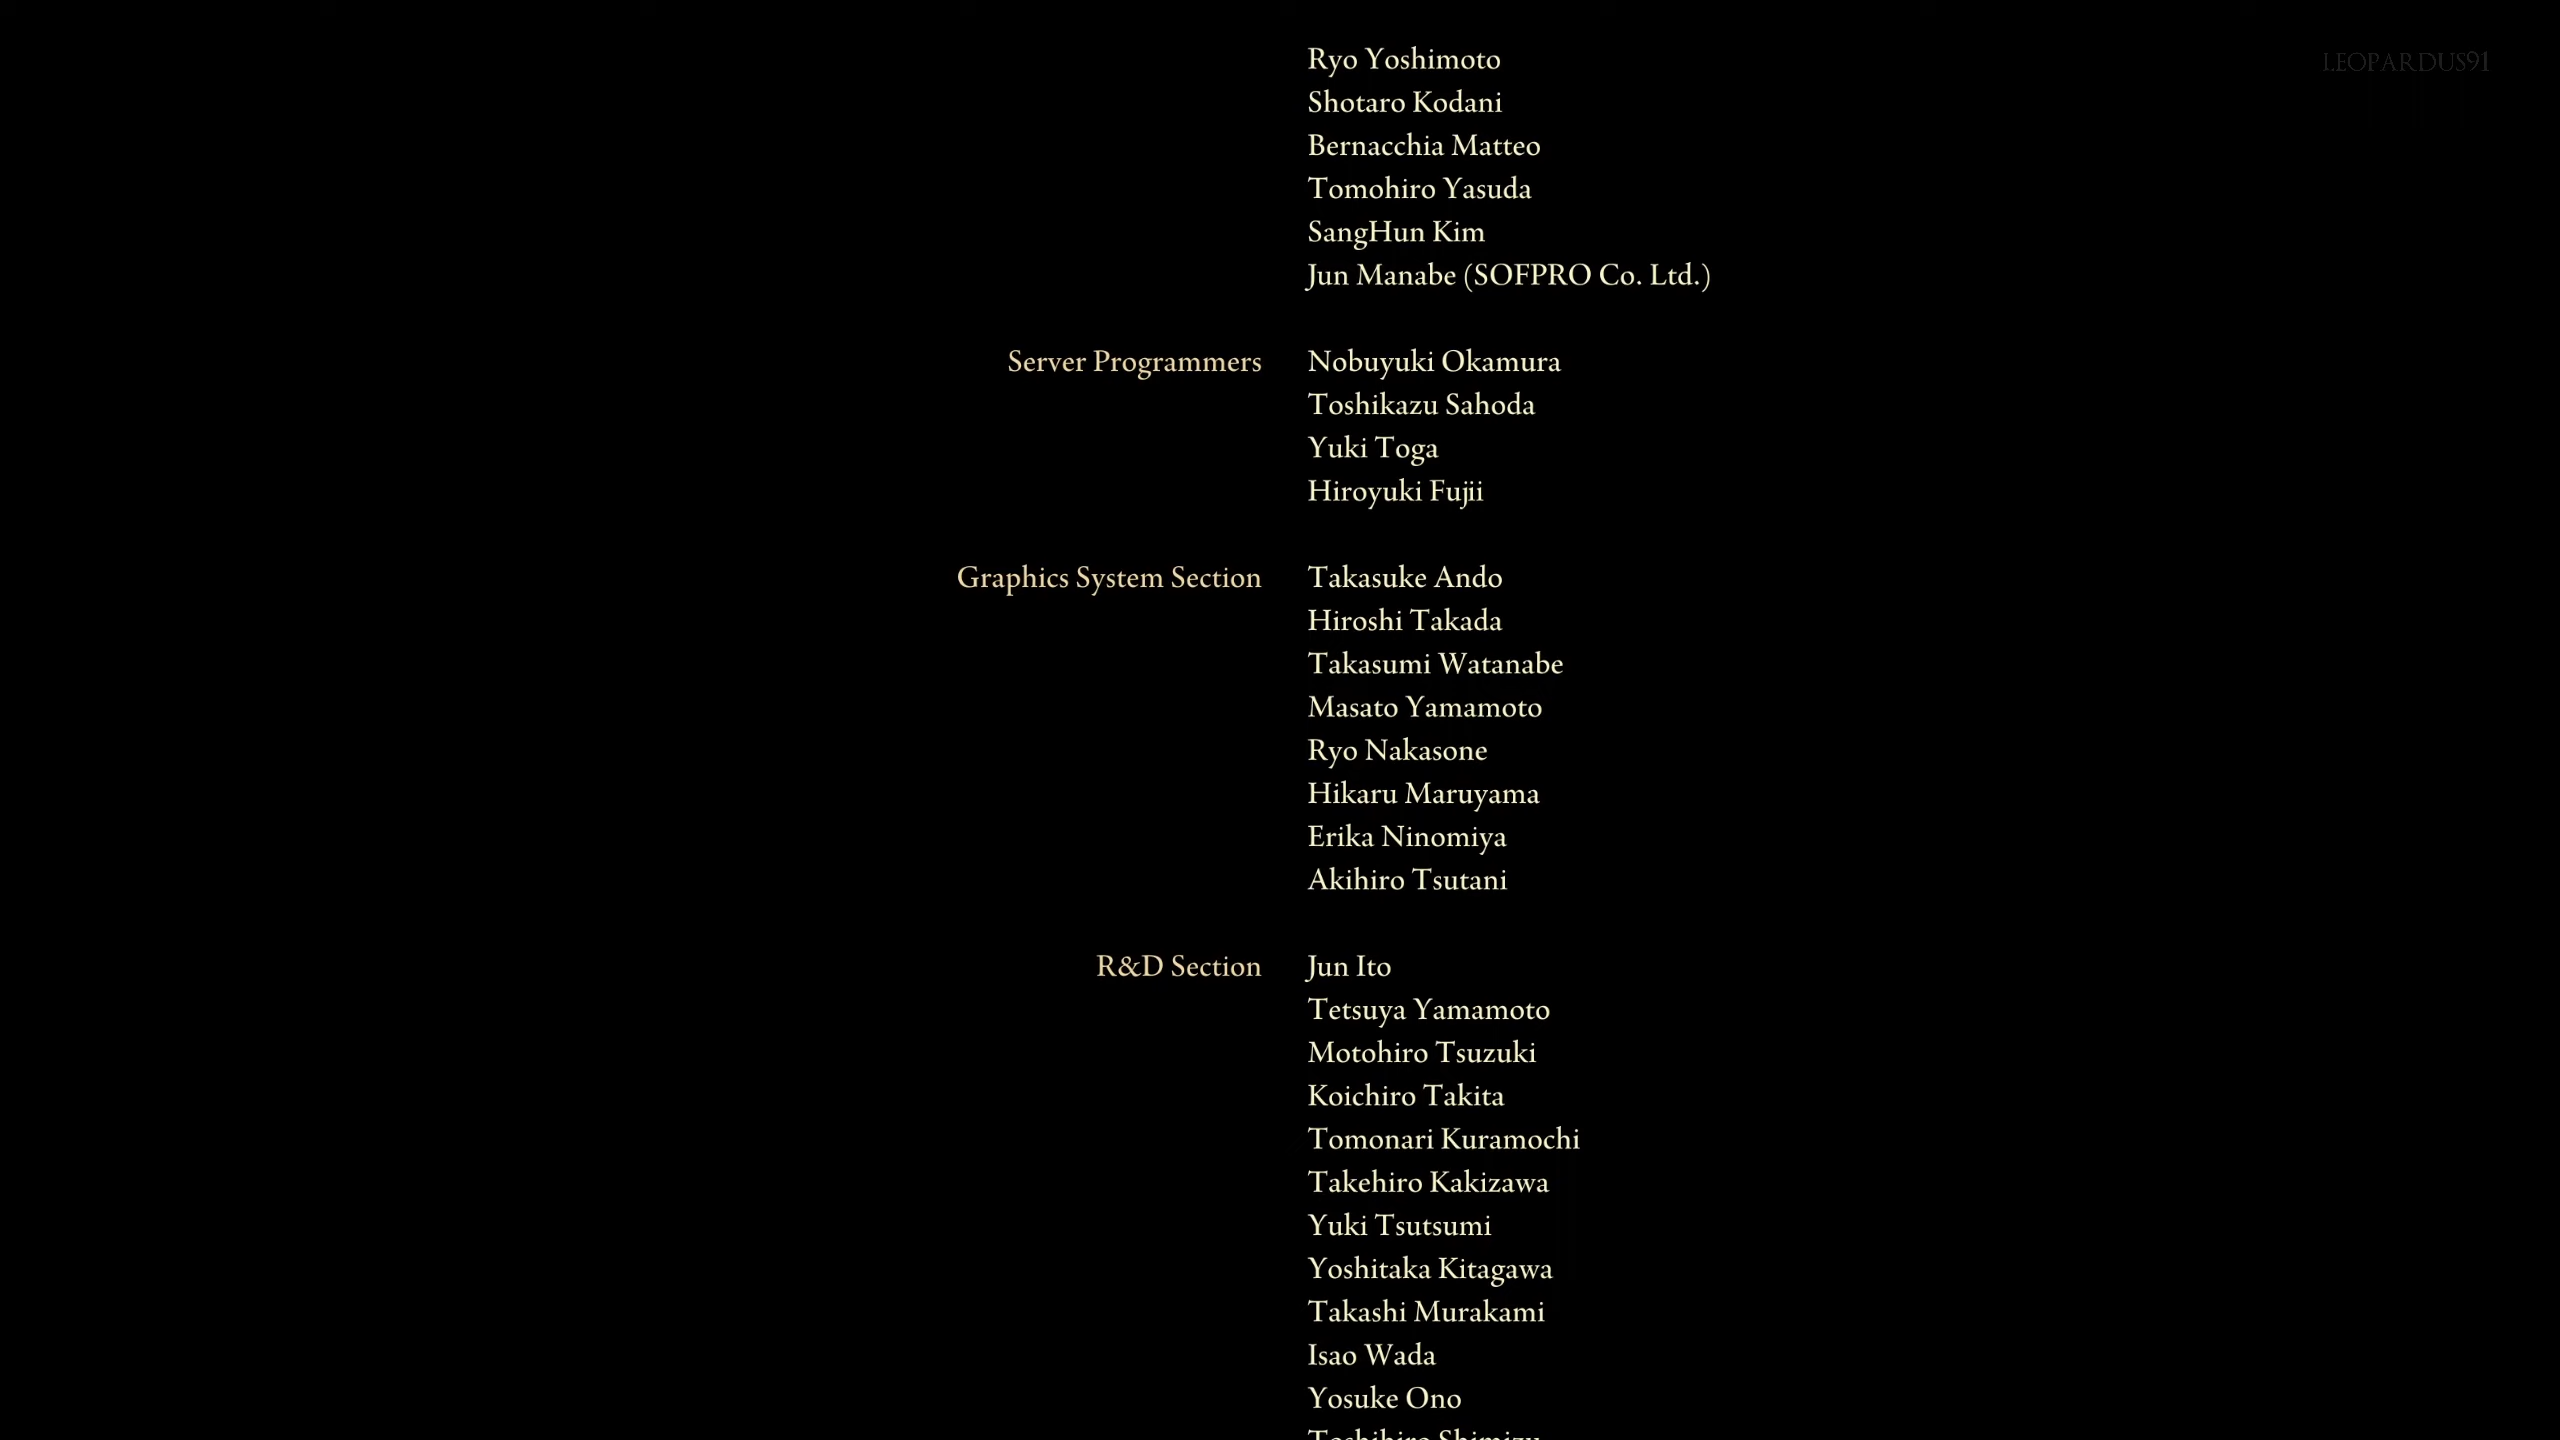 Ryo Yoshimoto
LEOPARDUS91
Shotaro Kodani
Bernacchia Matteo
Tomohiro Yasuda
SangHun Kim
Jun Manabe (SOFPRO Co. Ltd.)
Server Programmers Nobuyuki Okamura
Toshikazu Sahoda
Yuki Toga
Hiroyuki Fujii
Graphics System Section Takasuke Ando
Hiroshi Takada
Takasumi Watanabe
Masato Yamamoto
Ryo Nakasone
Hikaru Maruyama
Erika Ninomiya
Akihiro Tsutani
R&D Section Jun Ito
Tetsuya Yamamoto
Motohiro Tsuzuki
Koichiro Takita
Tomonari Kuramochi
Takehiro Kakizawa
Yuki Tsutsumi
Yoshitaka Kitagawa
Takashi Murakami
Isao Wada
Yosuke Ono
Toshihiro Shimizu